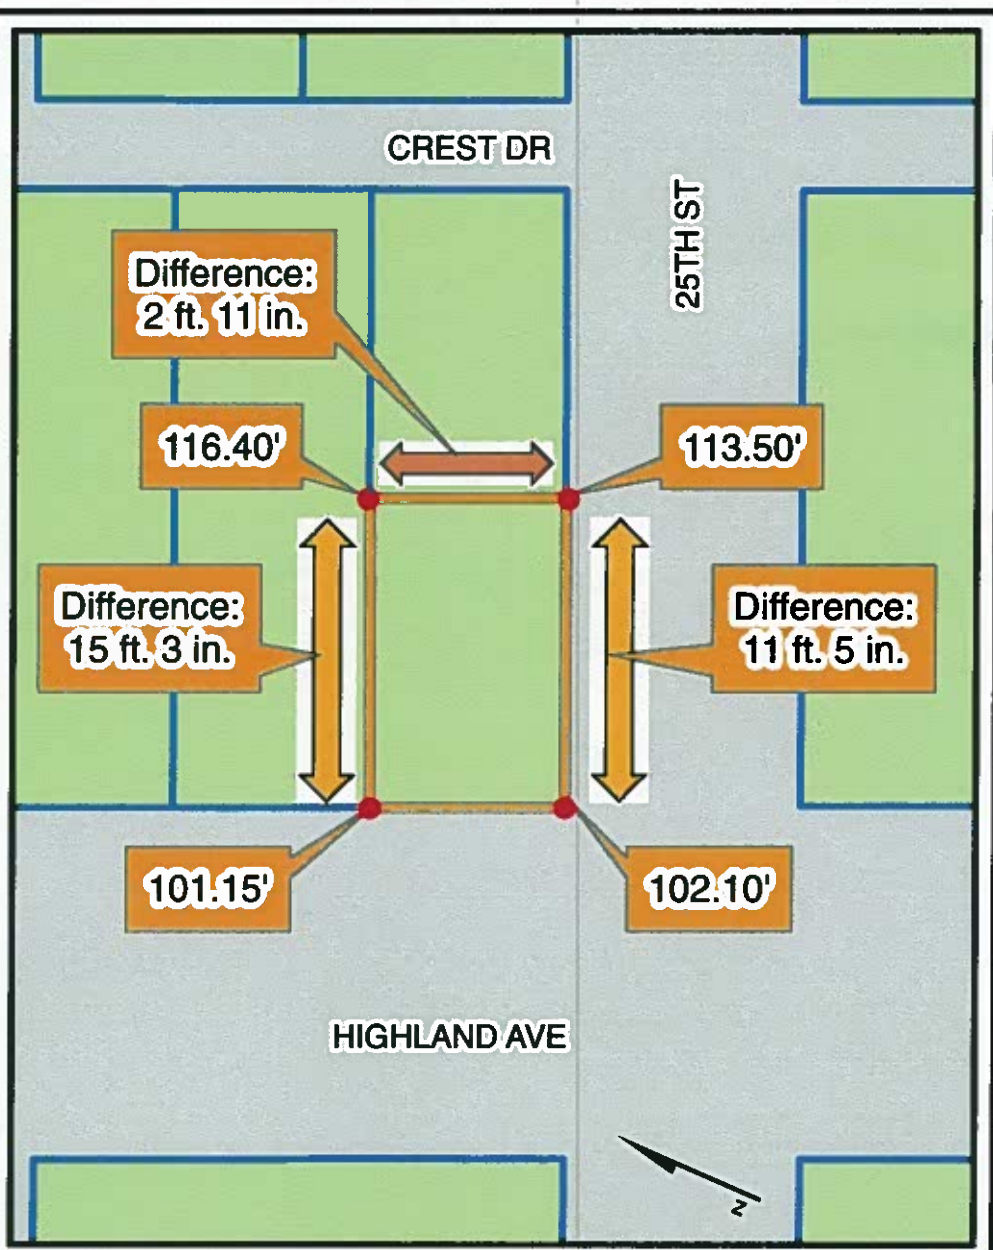 CREST DR
25TH ST
Difference:
2 ft. 11 in.
116.40'
113.50'
Difference:
15 ft. 3 in.
Difference:
11 ft. 5 in.
101.15'
102.10'
HIGHLAND AVE
N